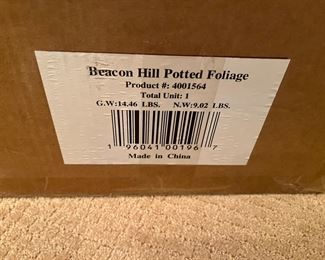 Beacon Hill Potted Foliage
Product #: 4001564
Total Unit: 1
G.W:14.46 LBS. N.W:9.02 LBS.
1 96041 00196 7
Made in China